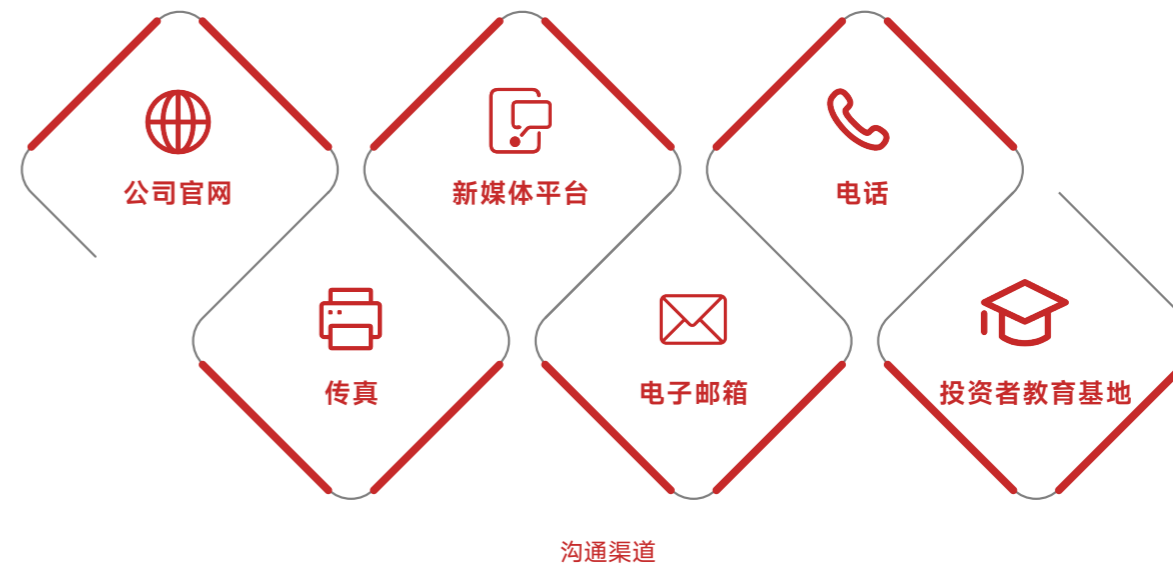 公司官网
新媒体平台
电话
传真
电子邮箱
投资者教育基地
沟通渠道